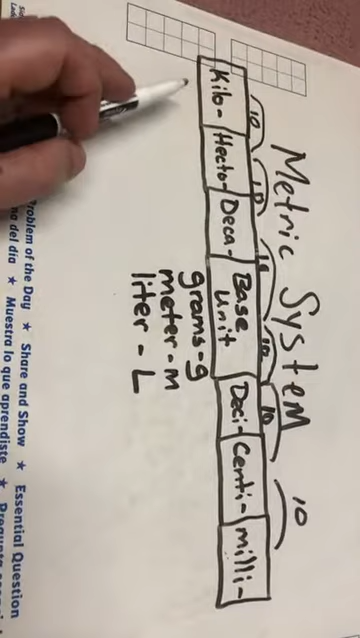 Metric System
10 10 10 10 10 10
Kilo- Hecto- Deca- Base Unit Deci- Centi- Milli-
grams - g
meter - m
liter - L
Problem of the Day ★ Share and Show ★ Essential Question
del día ★ Muestra lo que aprendiste ★